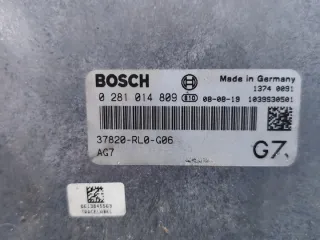 BOSCH
Made in Germany
1374 0091
0 281 014 809 08-08-19 1039S30501
37820-RL0-G06
AG7
G7.